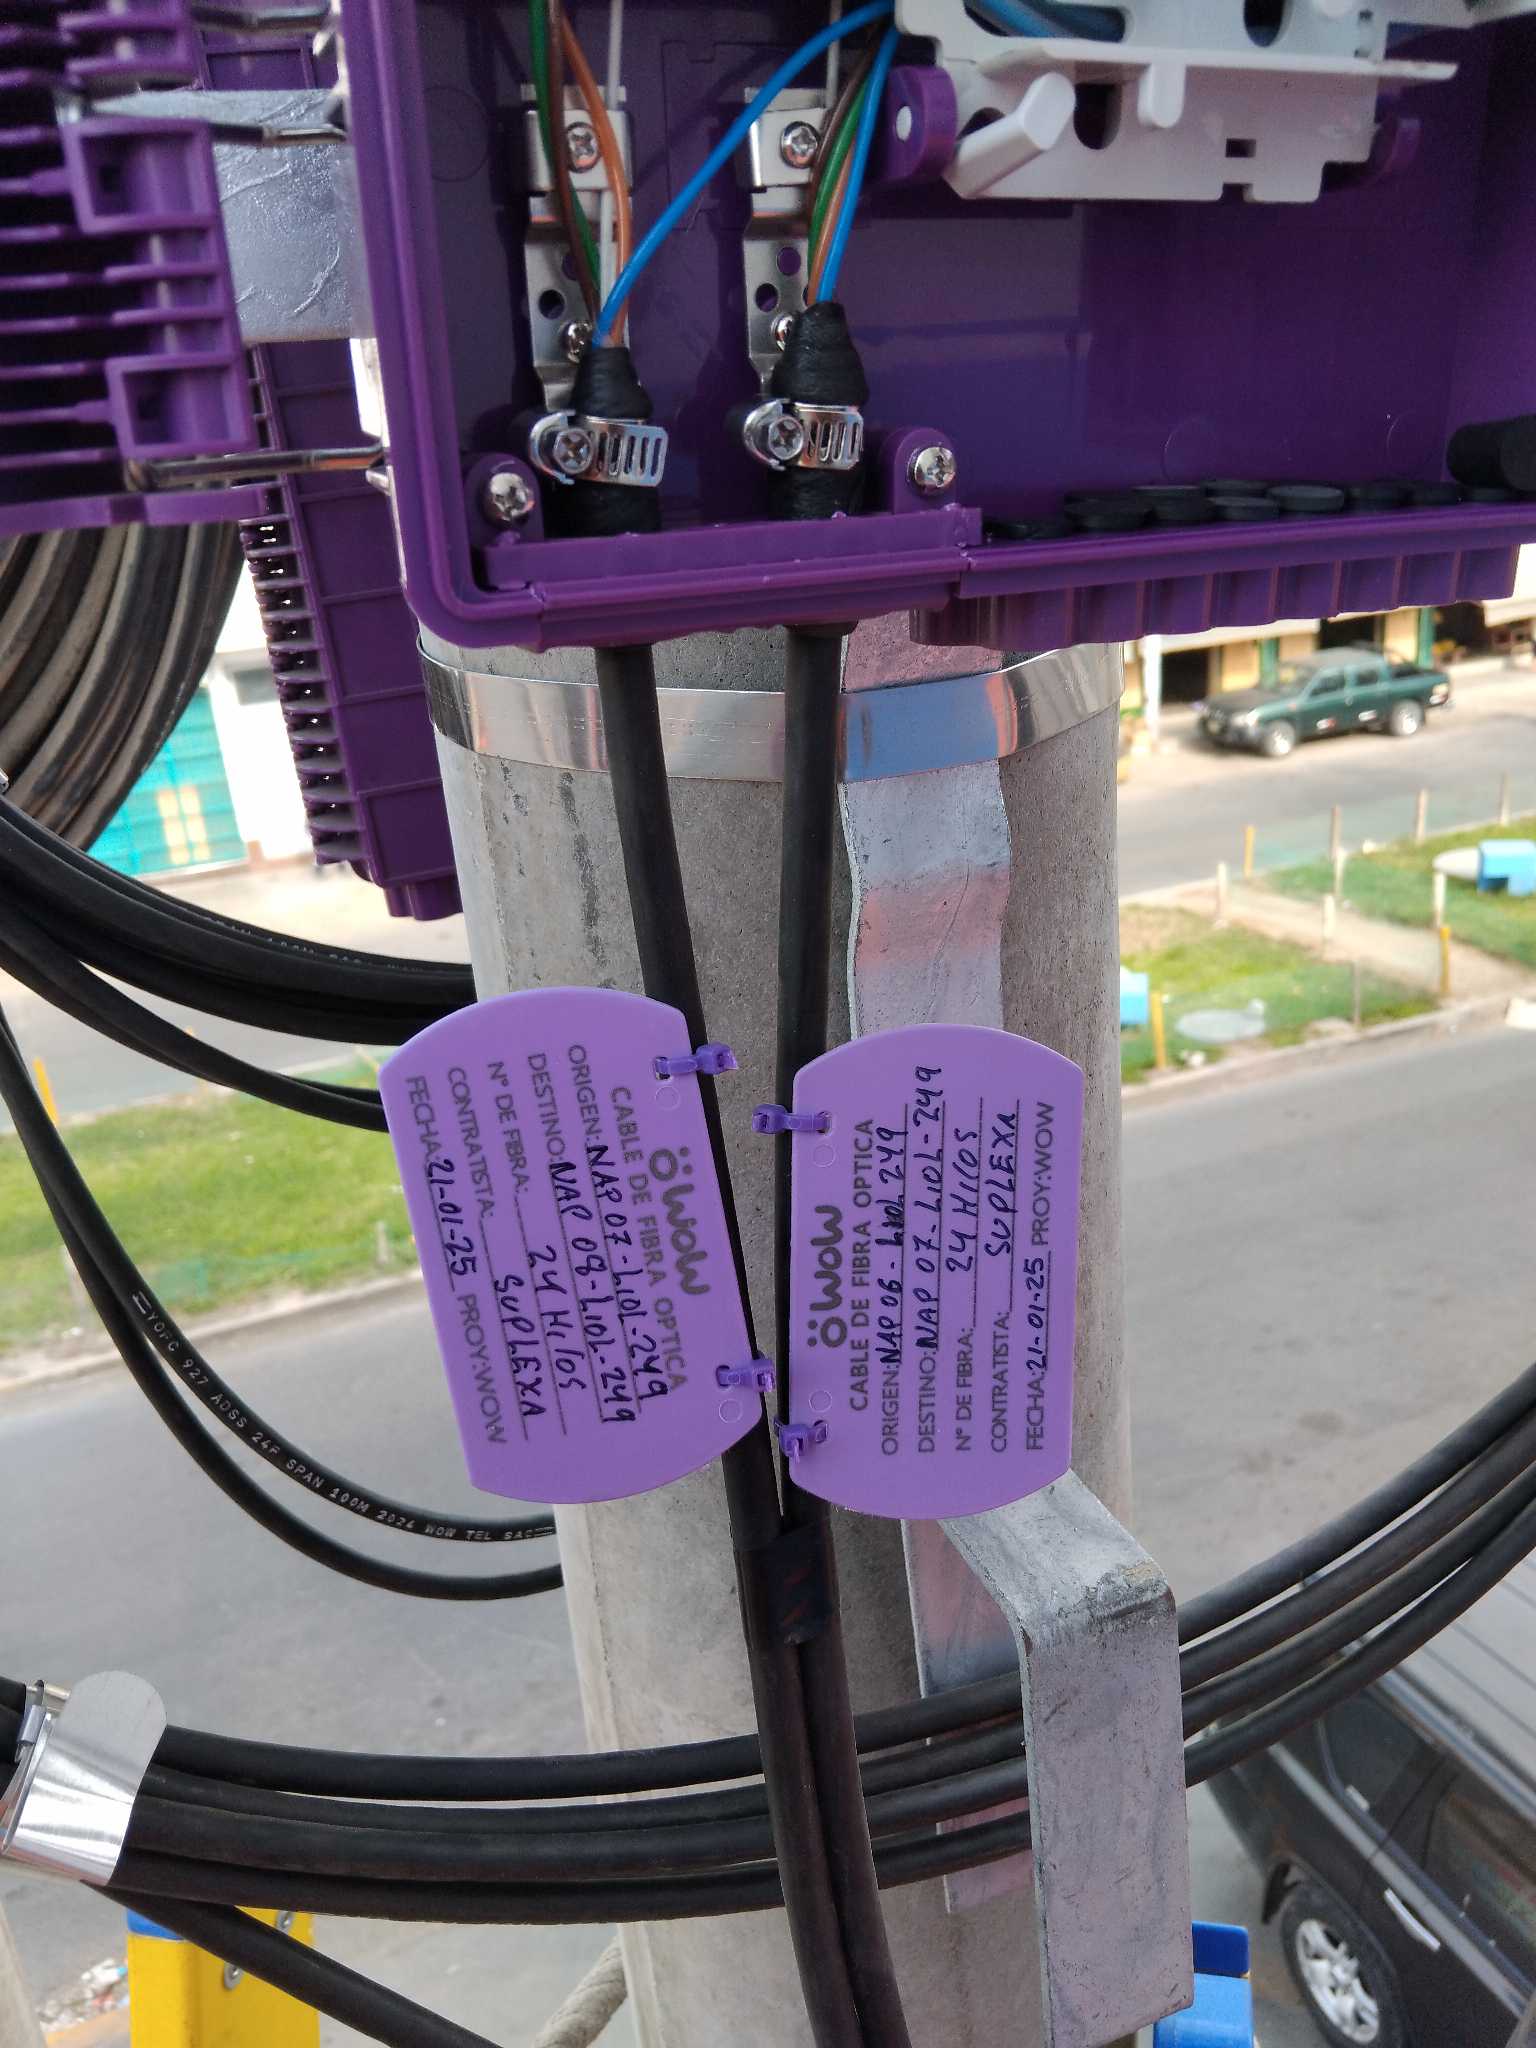 WOW
CABLE DE FIBRA OPTICA
ORIGEN: NAP 07-L10L-249
DESTINO: NAP 08-L10L-249
N° DE FIBRA: 24 Hilos
CONTRATISTA: SUPLEXA
FECHA: 21-01-25 PROY: WOW
WOW
CABLE DE FIBRA OPTICA
ORIGEN: NAP 06- L10L 249
DESTINO: NAP 07-L10L-249
N° DE FIBRA: 24 Hilos
CONTRATISTA: SUPLEXA
FECHA: 21-01-25 PROY: WOW
YOFC 927 ADSS 24F SPAN 100M 2024 WOW TEL SAC